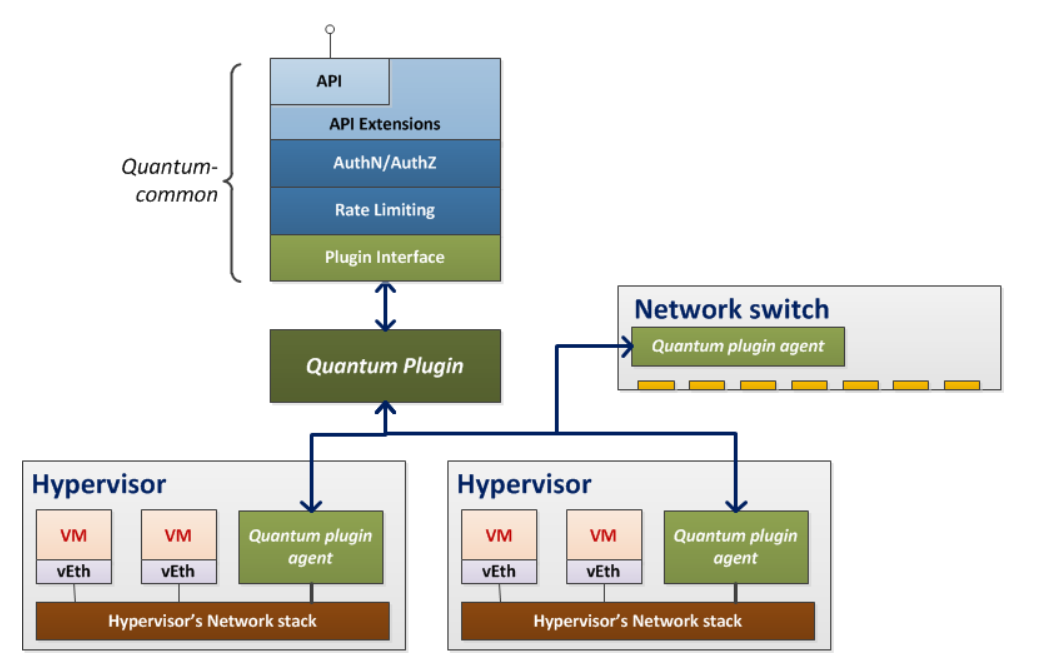 API
API Extensions
Quantum-
common
AuthN/AuthZ
Rate Limiting
Plugin Interface
Network switch
Quantum plugin agent
Quantum Plugin
Hypervisor
VM
VM
vEth
vEth
Quantum plugin
agent
Hypervisor's Network stack
Hypervisor
VM
VM
vEth
vEth
Quantum plugin
agent
Hypervisor's Network stack